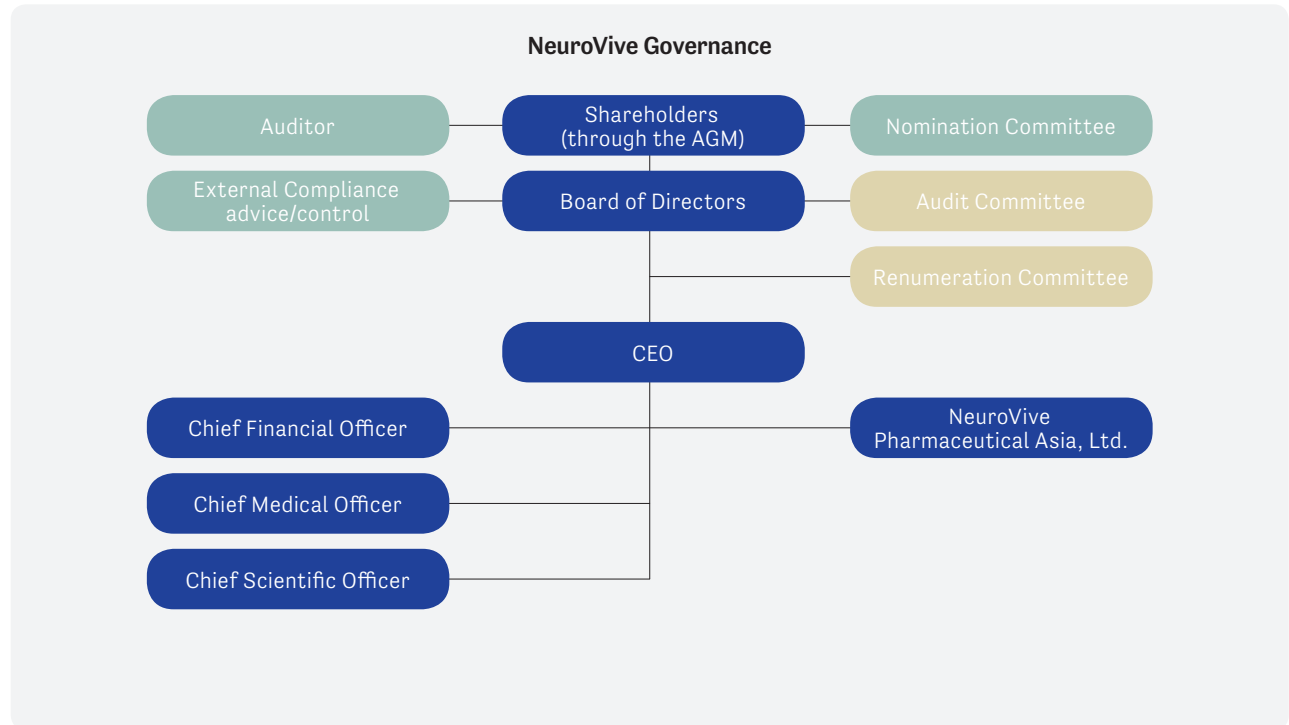 NeuroVive Governance
Auditor
Shareholders
(through the AGM)
Nomination Committee
External Compliance
advice/control
Board of Directors
Audit Committee
Renumeration Committee
CEO
Chief Financial Officer
NeuroVive
Pharmaceutical Asia, Ltd.
Chief Medical Officer
Chief Scientific Officer